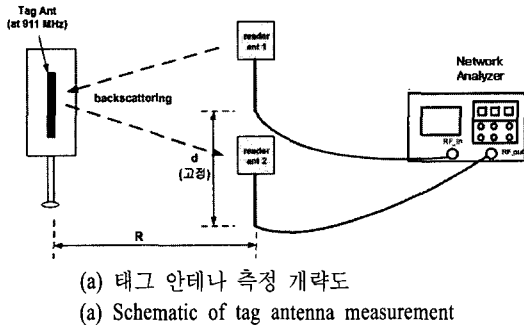 Tag Ant
(at 911 MHz)
reader
ant 1
Network
Analyzer
backscattering
d
(고정)
reader
ant 2
RF_in
RF_out
R
(a) 태그 안테나 측정 개략도
(a) Schematic of tag antenna measurement